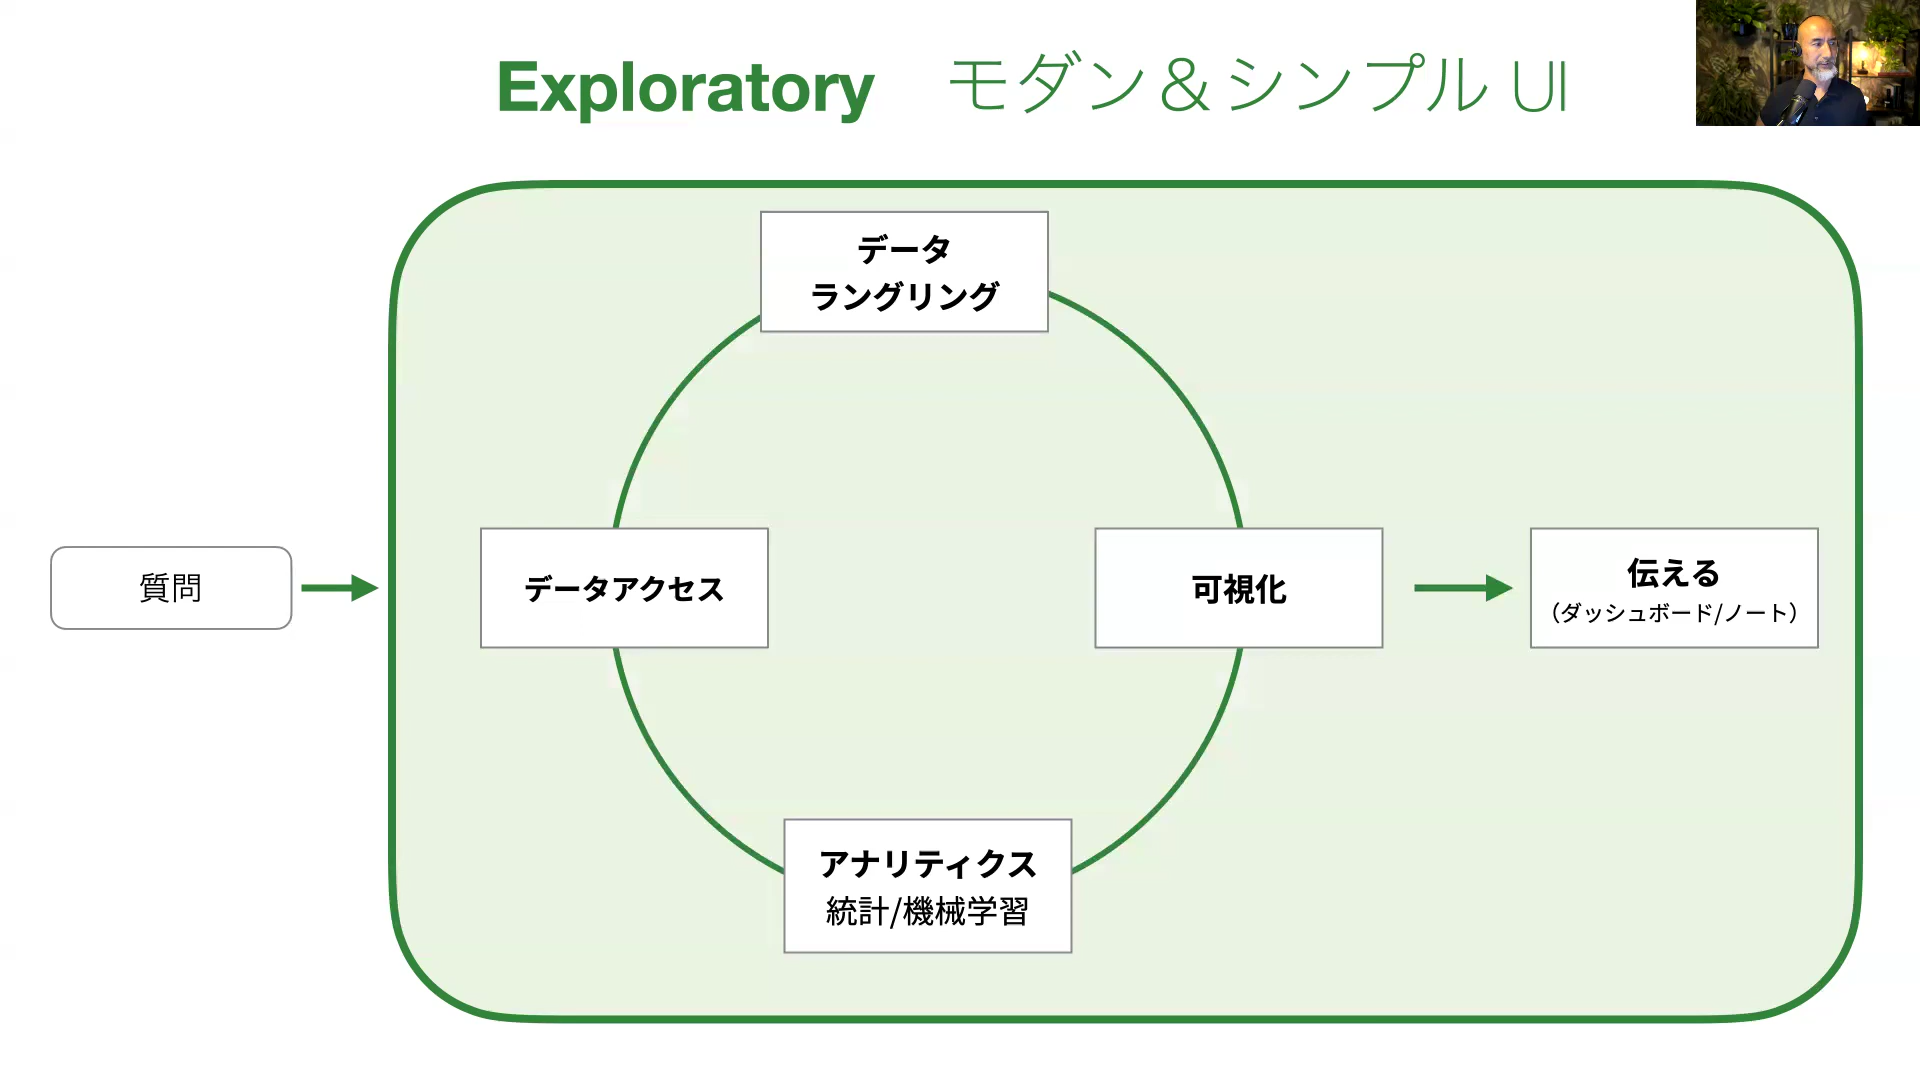 Exploratory モダン＆シンプル UI
データ
ラングリング
質問
データアクセス
可視化
伝える
（ダッシュボード/ノート）
アナリティクス
統計/機械学習